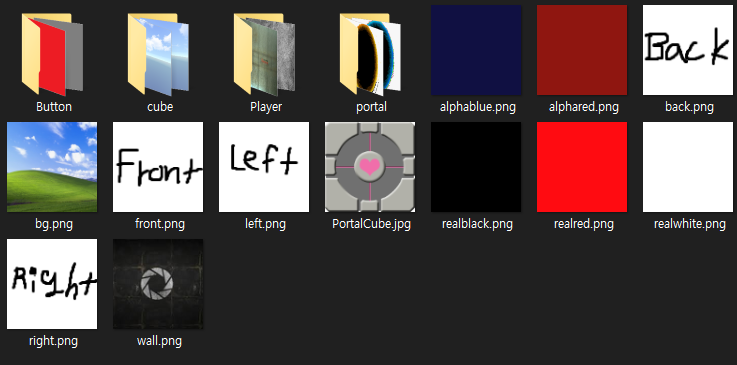 Button
cube
Player
portal
alphablue.png
alphared.png
Back
back.png
bg.png
Front
front.png
Left
left.png
PortalCube.jpg
realblack.png
realred.png
realwhite.png
Right
right.png
wall.png